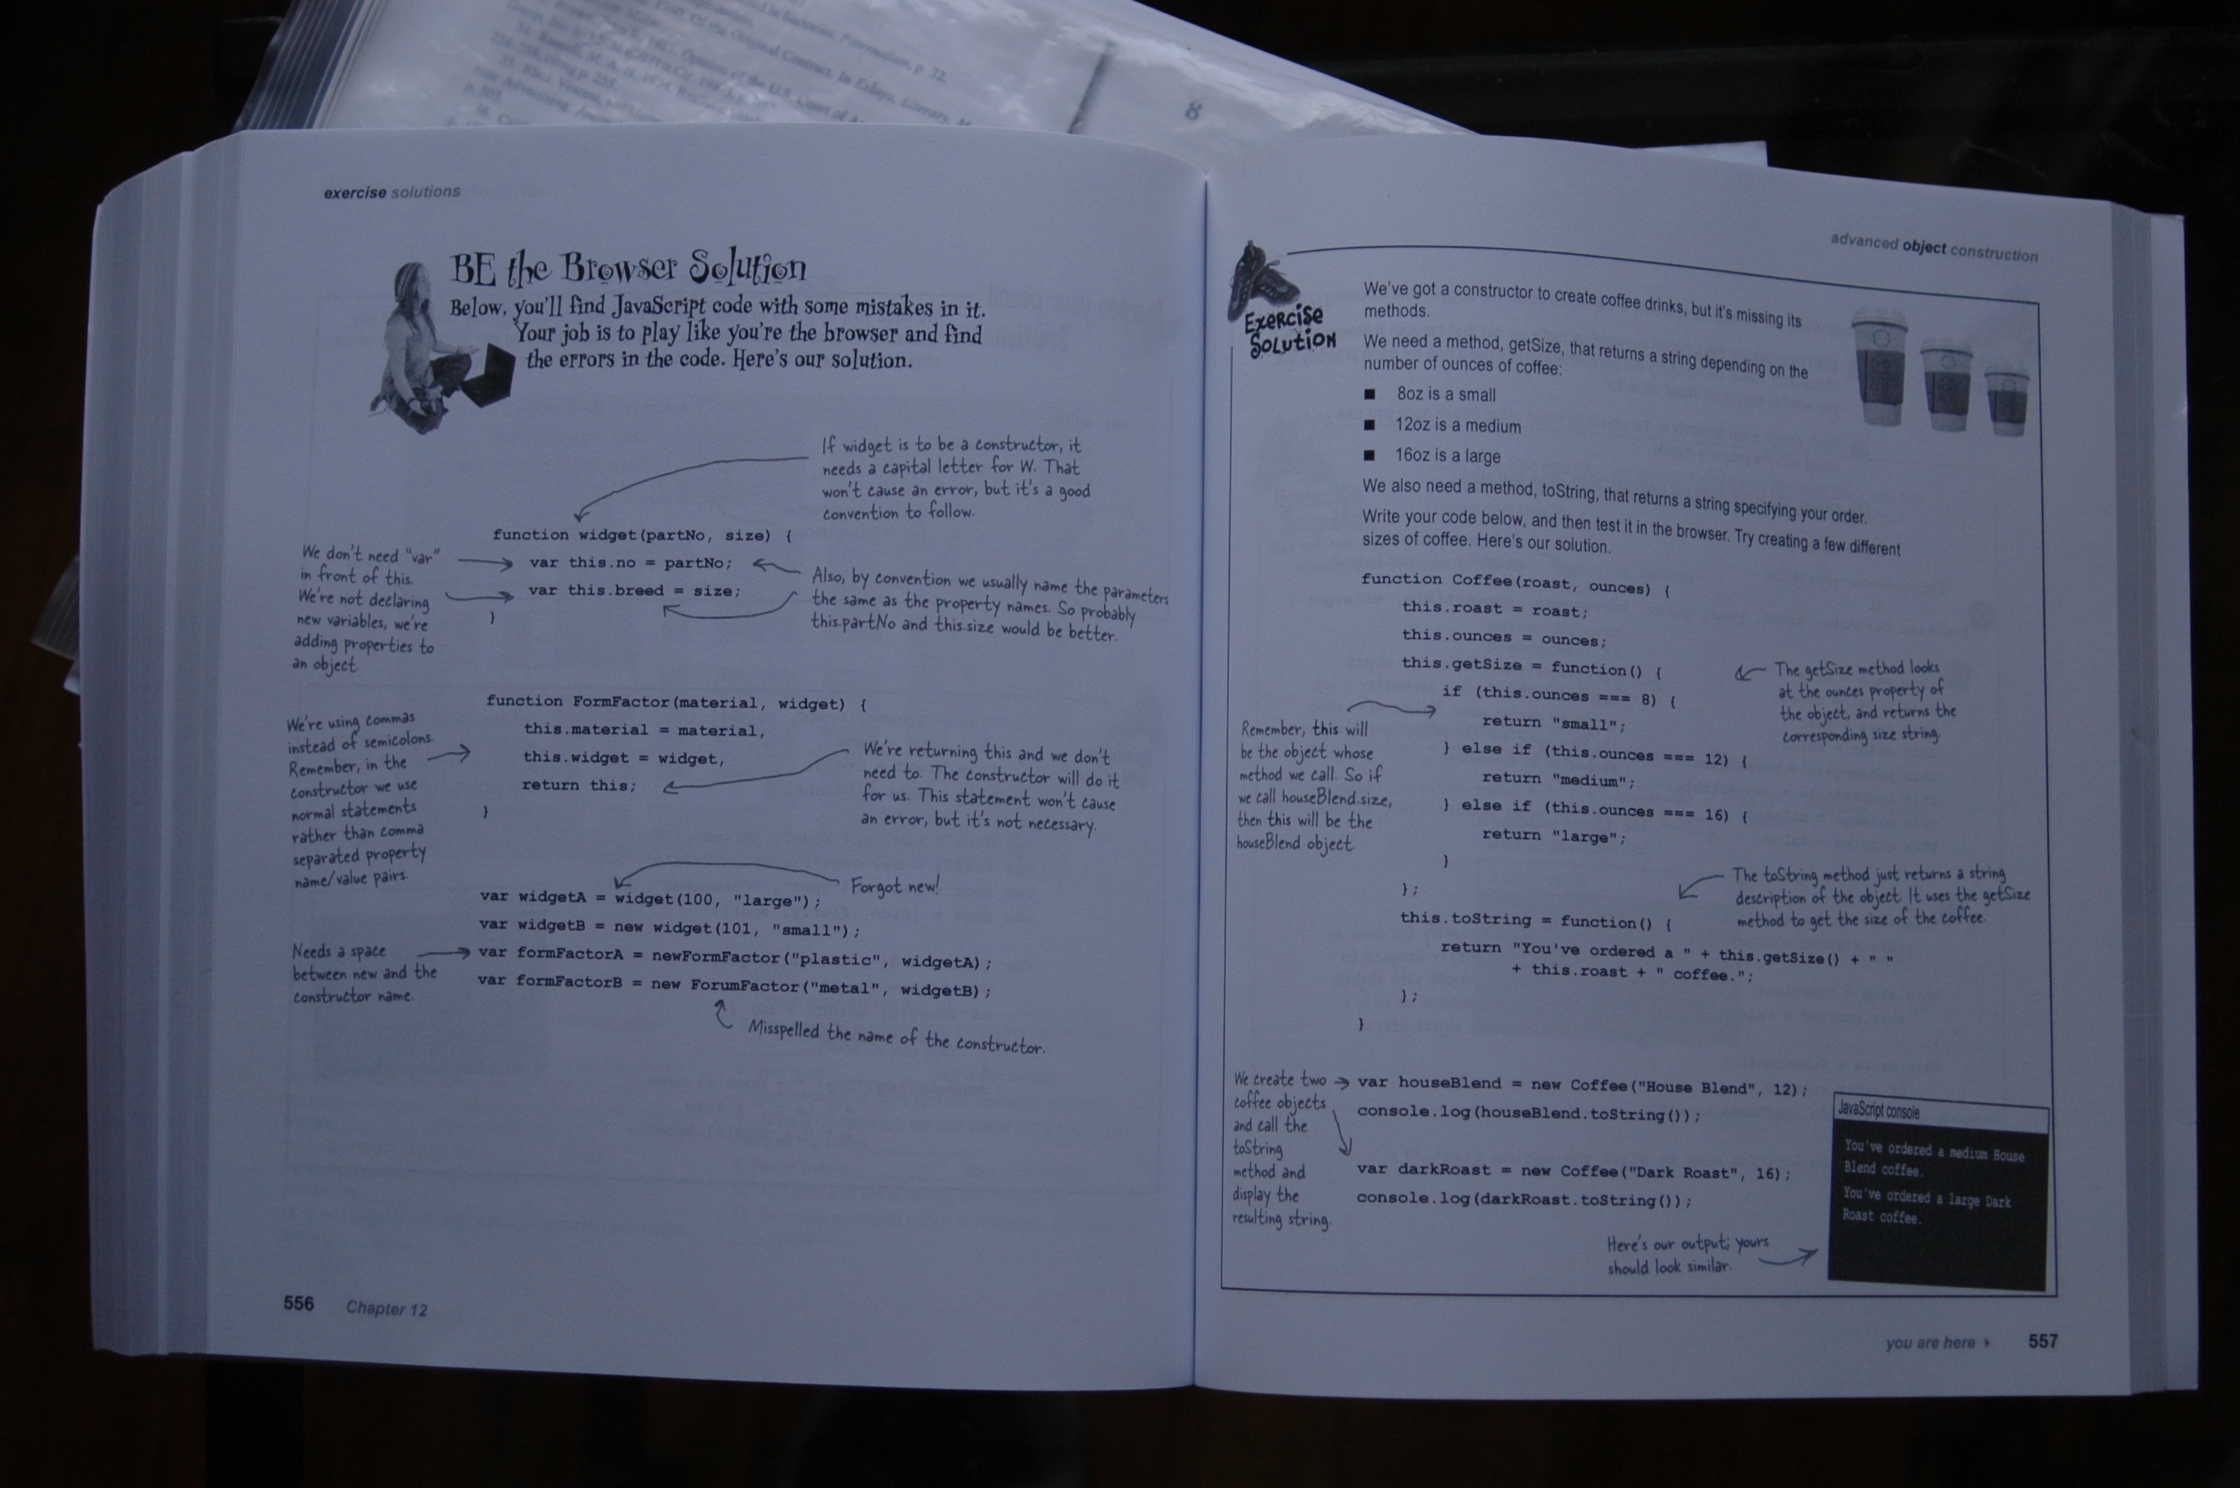 Paternalism, p. 32.
Of the Original Contract. In Essays, Literary,
Opinion of the U.S. Court of
8
exercise solutions
BE the Browser Solution
Below, you'll find JavaScript code with some mistakes in it.
Your job is to play like you're the browser and find
the errors in the code. Here's our solution.
If widget is to be a constructor, it
needs a capital letter for W. That
won't cause an error, but it's a good
convention to follow.
function widget(partNo, size) {
var this.no = partNo;
var this.breed = size;
}
We don't need "var"
in front of this.
We're not declaring
new variables, we're
adding properties to
an object.
Also, by convention we usually name the parameters
the same as the property names. So probably
this.partNo and this.size would be better.
function FormFactor(material, widget) {
this.material = material,
this.widget = widget,
return this;
}
We're using commas
instead of semicolons.
Remember, in the
constructor we use
normal statements
rather than comma
separated property
name/value pairs.
We're returning this and we don't
need to. The constructor will do it
for us. This statement won't cause
an error, but it's not necessary.
Forgot new!
var widgetA = widget(100, "large");
var widgetB = new widget(101, "small");
var formFactorA = newFormFactor("plastic", widgetA);
var formFactorB = new ForumFactor("metal", widgetB);
Needs a space
between new and the
constructor name.
Misspelled the name of the constructor.
556 Chapter 12
advanced object construction
Exercise
Solution
We've got a constructor to create coffee drinks, but it's missing its
methods.
We need a method, getSize, that returns a string depending on the
number of ounces of coffee:
■ 8oz is a small
■ 12oz is a medium
■ 16oz is a large
We also need a method, toString, that returns a string specifying your order.
Write your code below, and then test it in the browser. Try creating a few different
sizes of coffee. Here's our solution.
function Coffee(roast, ounces) {
this.roast = roast;
this.ounces = ounces;
this.getSize = function() {
if (this.ounces === 8) {
return "small";
} else if (this.ounces === 12) {
return "medium";
} else if (this.ounces === 16) {
return "large";
}
};
this.toString = function() {
return "You've ordered a " + this.getSize() + " "
+ this.roast + " coffee.";
};
}
The getSize method looks
at the ounces property of
the object, and returns the
corresponding size string.
Remember, this will
be the object whose
method we call. So if
we call houseBlend.size,
then this will be the
houseBlend object.
The toString method just returns a string
description of the object. It uses the getSize
method to get the size of the coffee.
We create two
coffee objects
and call the
toString
method and
display the
resulting string.
var houseBlend = new Coffee("House Blend", 12);
console.log(houseBlend.toString());
var darkRoast = new Coffee("Dark Roast", 16);
console.log(darkRoast.toString());
JavaScript console
You've ordered a medium House
Blend coffee.
You've ordered a large Dark
Roast coffee.
Here's our output; yours
should look similar.
you are here ▸ 557